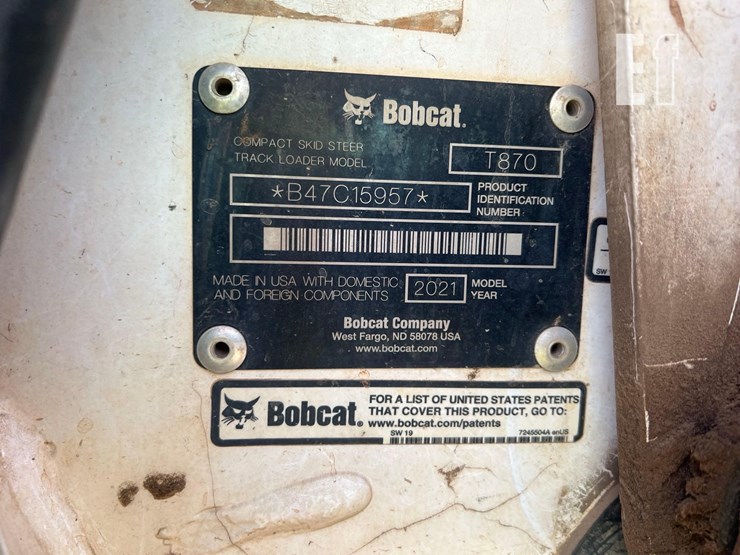 Ef
Bobcat.
COMPACT SKID STEER
TRACK LOADER MODEL
T870
*B47C15957*
PRODUCT
IDENTIFICATION
NUMBER
MADE IN USA WITH DOMESTIC
AND FOREIGN COMPONENTS
2021
MODEL
YEAR
Bobcat Company
West Fargo, ND 58078 USA
www.bobcat.com
SW
Bobcat.
FOR A LIST OF UNITED STATES PATENTS
THAT COVER THIS PRODUCT, GO TO:
www.bobcat.com/patents
SW 19
7245504A enUS